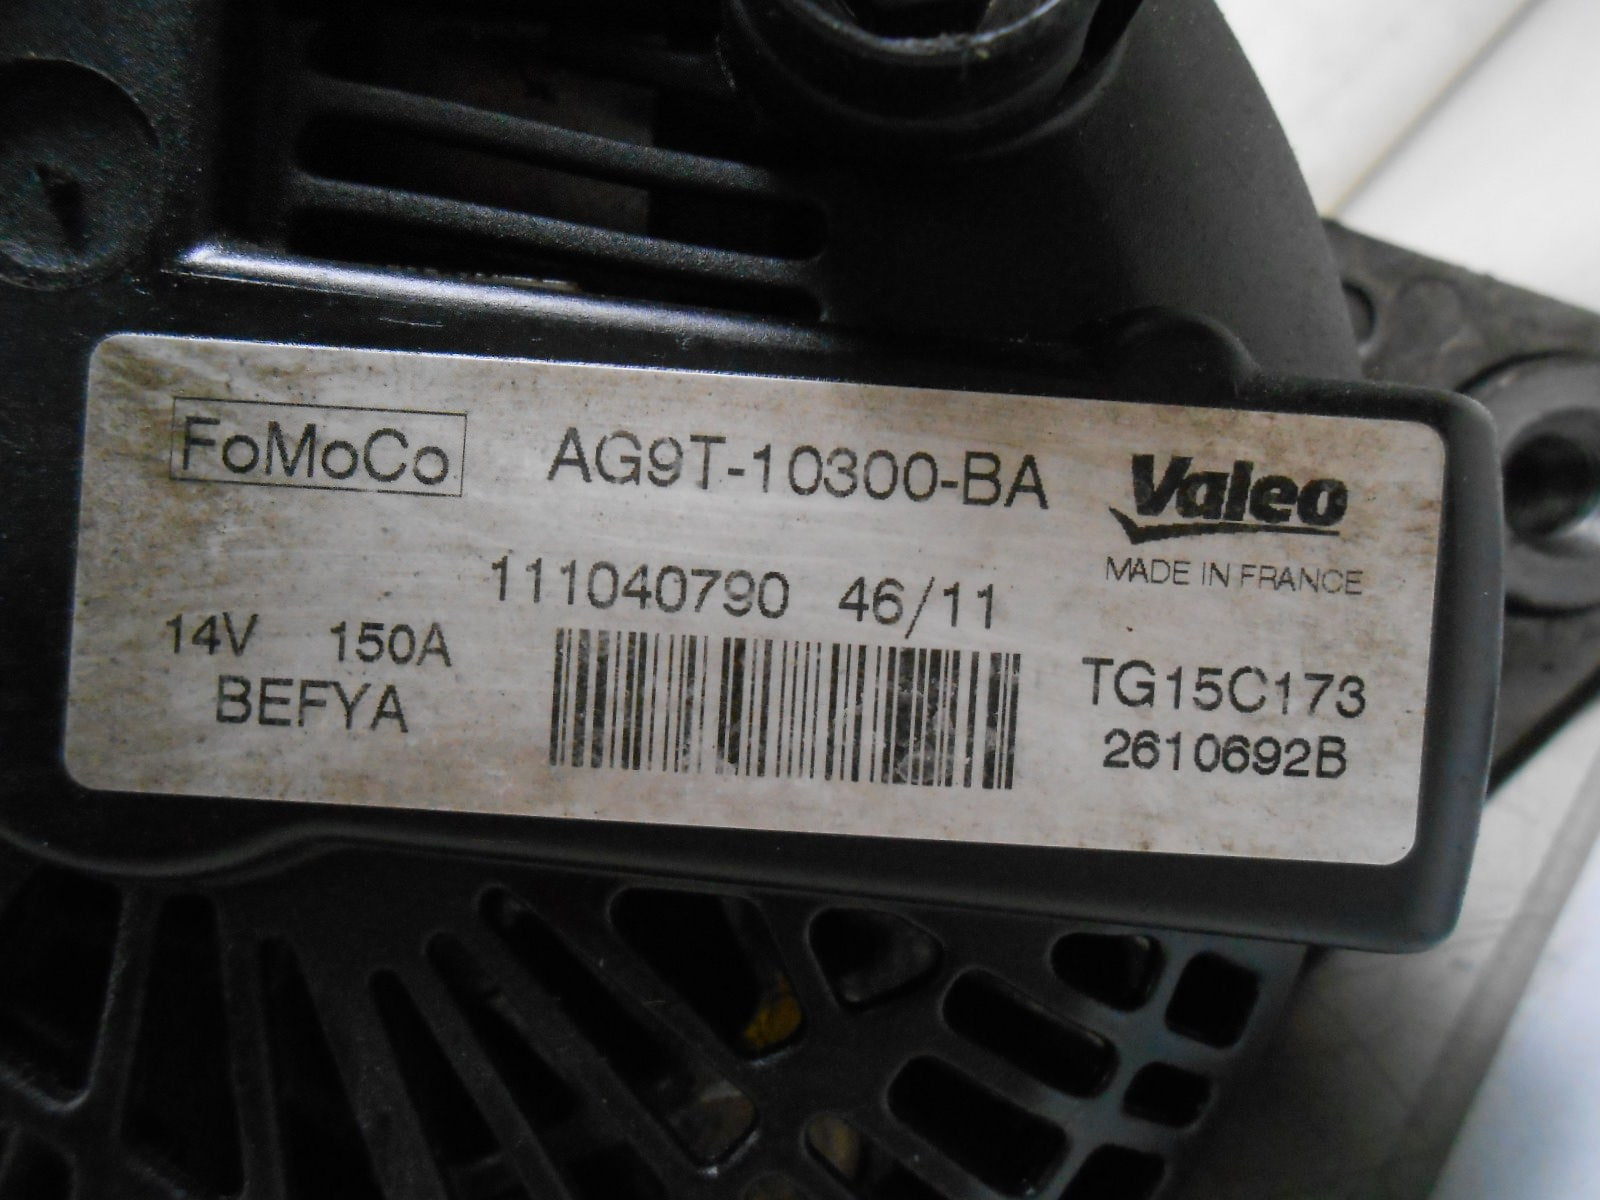 FoMoCo AG9T-10300-BA Valeo
MADE IN FRANCE
111040790 46/11
14V 150A
BEFYA
TG15C173
2610692B